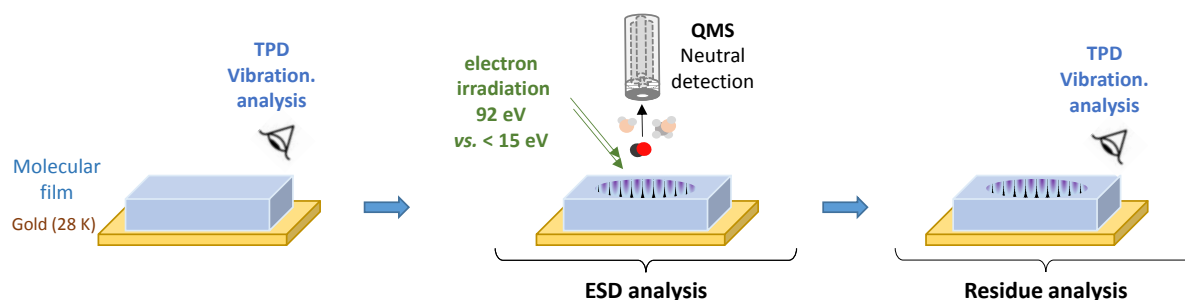 TPD
Vibration.
analysis
Molecular
film
Gold (28 K)
electron
irradiation
92 eV
vs. < 15 eV
QMS
Neutral
detection
ESD analysis
TPD
Vibration.
analysis
Residue analysis